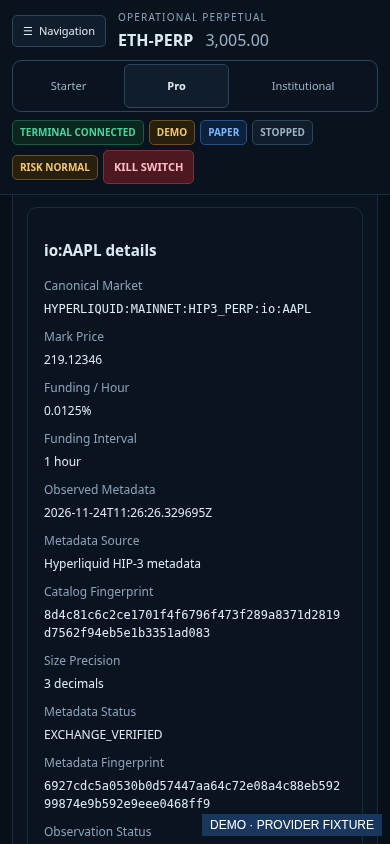 ☰ Navigation
OPERATIONAL PERPETUAL
ETH-PERP 3,005.00
Starter
Pro
Institutional
TERMINAL CONNECTED
DEMO
PAPER
STOPPED
RISK NORMAL
KILL SWITCH
io:AAPL details
Canonical Market
HYPERLIQUID:MAINNET:HIP3_PERP:io:AAPL
Mark Price
219.12346
Funding / Hour
0.0125%
Funding Interval
1 hour
Observed Metadata
2026-11-24T11:26:26.329695Z
Metadata Source
Hyperliquid HIP-3 metadata
Catalog Fingerprint
8d4c81c6c2ce1701f4f6796f473f289a8371d2819
d7562f94eb5e1b3351ad083
Size Precision
3 decimals
Metadata Status
EXCHANGE_VERIFIED
Metadata Fingerprint
6927cdc5a0530b0d57447aa64c72e08a4c88eb592
99874e9b592e9eee0468ff9
Observation Status
DEMO · PROVIDER FIXTURE